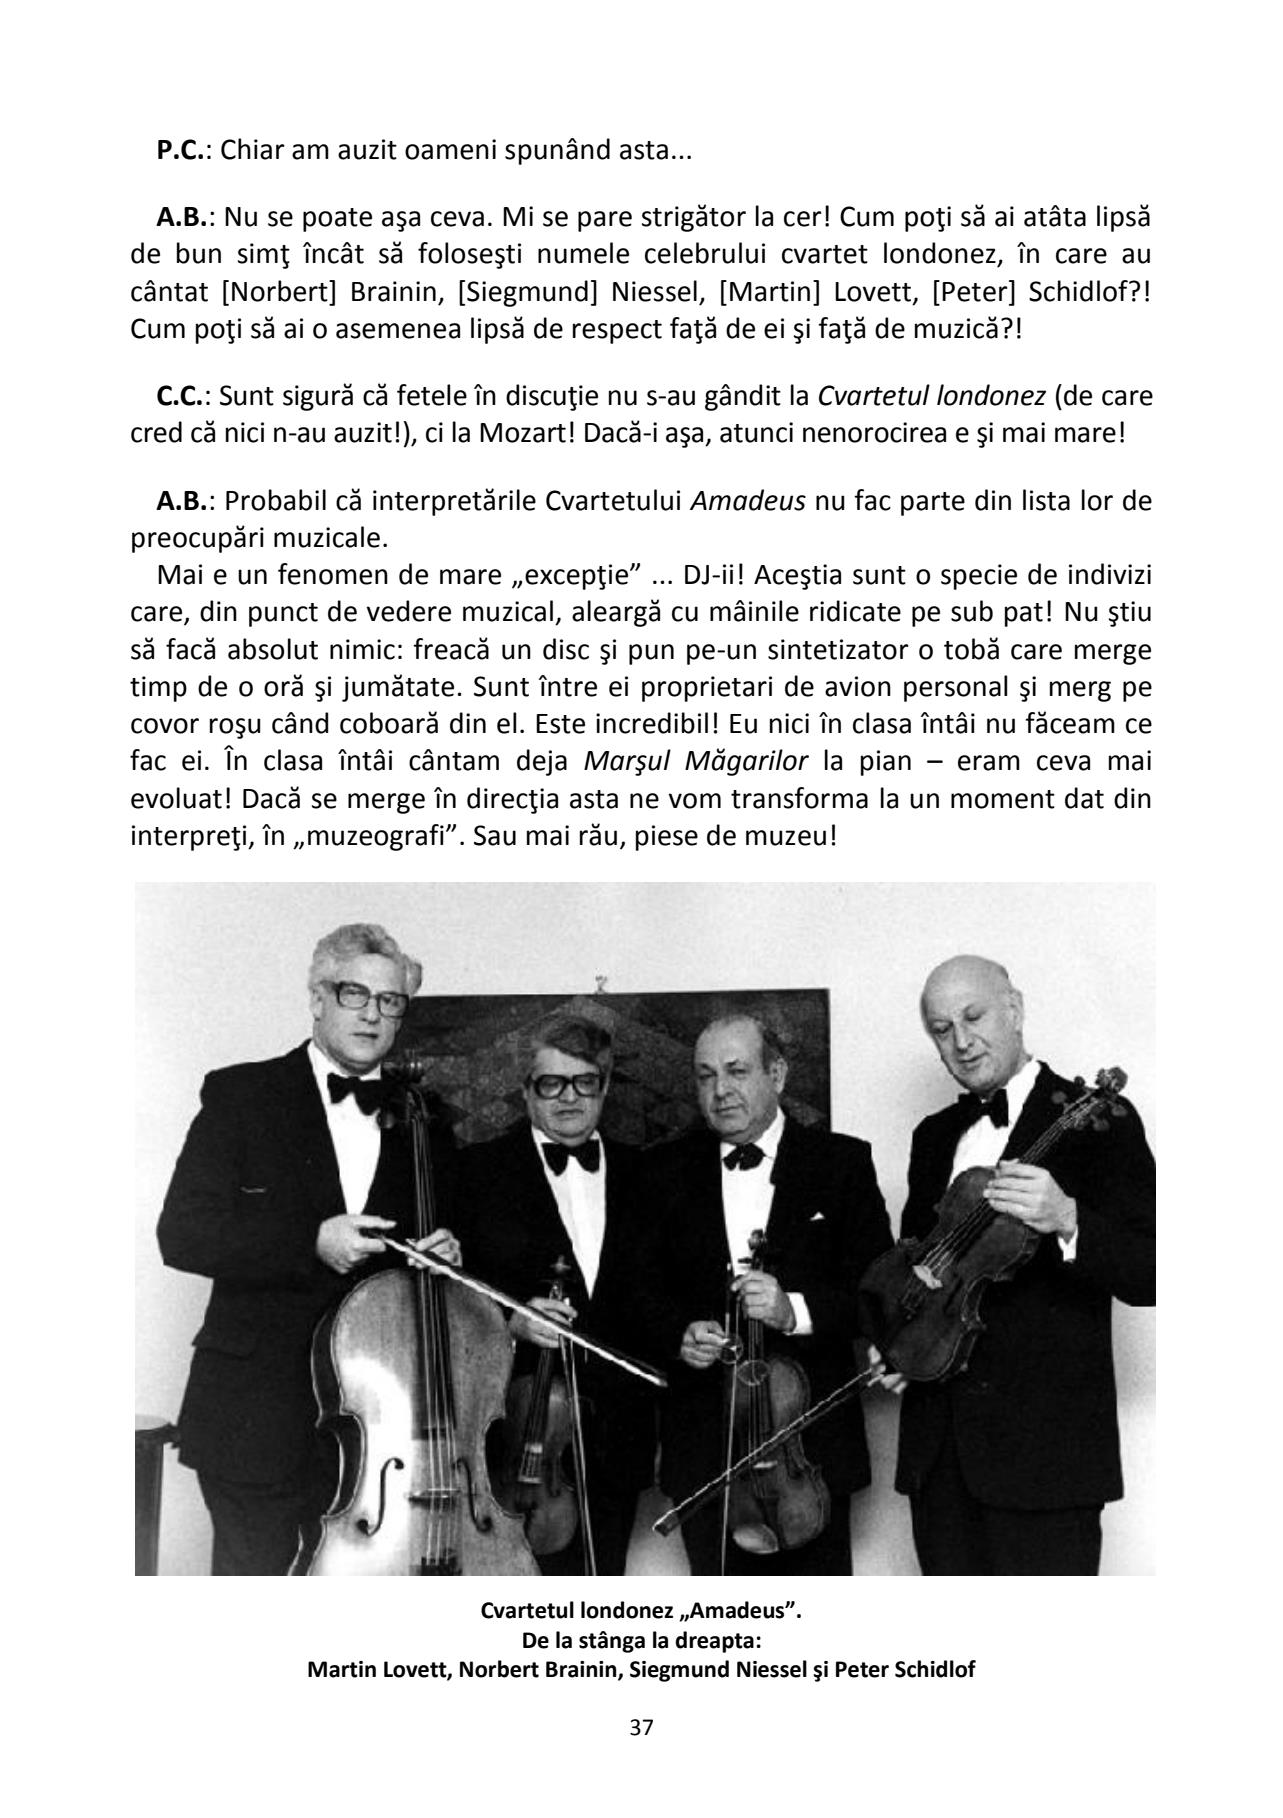 P.C.: Chiar am auzit oameni spunând asta...
A.B.: Nu se poate aşa ceva. Mi se pare strigător la cer! Cum poţi să ai atâta lipsă
de bun simţ încât să foloseşti numele celebrului cvartet londonez, în care au
cântat [Norbert] Brainin, [Siegmund] Niessel, [Martin] Lovett, [Peter] Schidlof?!
Cum poţi să ai o asemenea lipsă de respect faţă de ei şi faţă de muzică?!
C.C.: Sunt sigură că fetele în discuţie nu s-au gândit la Cvartetul londonez (de care
cred că nici n-au auzit!), ci la Mozart! Dacă-i aşa, atunci nenorocirea e şi mai mare!
A.B.: Probabil că interpretările Cvartetului Amadeus nu fac parte din lista lor de
preocupări muzicale.
Mai e un fenomen de mare „excepţie” ... DJ-ii! Aceştia sunt o specie de indivizi
care, din punct de vedere muzical, aleargă cu mâinile ridicate pe sub pat! Nu ştiu
să facă absolut nimic: freacă un disc şi pun pe-un sintetizator o tobă care merge
timp de o oră şi jumătate. Sunt între ei proprietari de avion personal şi merg pe
covor roşu când coboară din el. Este incredibil! Eu nici în clasa întâi nu făceam ce
fac ei. În clasa întâi cântam deja Marşul Măgarilor la pian – eram ceva mai
evoluat! Dacă se merge în direcţia asta ne vom transforma la un moment dat din
interpreţi, în „muzeografi”. Sau mai rău, piese de muzeu!
Cvartetul londonez „Amadeus”.
De la stânga la dreapta:
Martin Lovett, Norbert Brainin, Siegmund Niessel şi Peter Schidlof
37